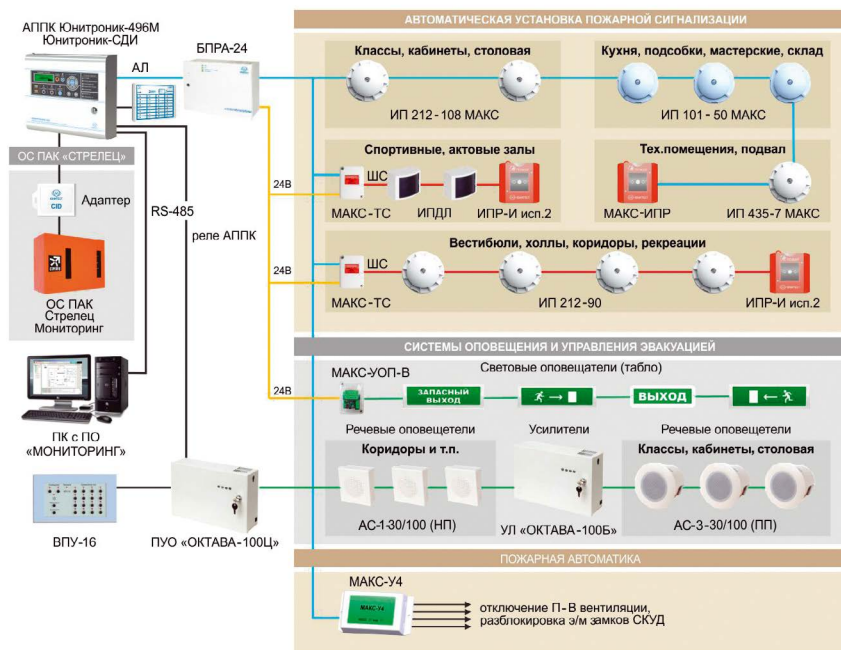 АППК Юнитроник-496М
Юнитроник-СДИ
БПРА-24
АЛ
ОС ПАК «СТРЕЛЕЦ»
Адаптер
CID
RS-485
реле АППК
ОС ПАК
Стрелец
Мониторинг
ПК с ПО
«МОНИТОРИНГ»
ВПУ-16
ПУО «ОКТАВА-100Ц»
АВТОМАТИЧЕСКАЯ УСТАНОВКА ПОЖАРНОЙ СИГНАЛИЗАЦИИ
Классы, кабинеты, столовая
ИП 212-108 МАКС
Кухня, подсобки, мастерские, склад
ИП 101-50 МАКС
Спортивные, актовые залы
24В
ШС
МАКС-ТС
ИПДЛ
ИПР-И исп.2
Тех.помещения, подвал
МАКС-ИПР
ИП 435-7 МАКС
Вестибюли, холлы, коридоры, рекреации
24В
ШС
МАКС-ТС
ИП 212-90
ИПР-И исп.2
СИСТЕМЫ ОПОВЕЩЕНИЯ И УПРАВЛЕНИЯ ЭВАКУАЦИЕЙ
МАКС-УОП-В
Световые оповещатели (табло)
24В
ЗАПАСНЫЙ
ВЫХОД
ВЫХОД
Речевые оповещетели
Усилители
Речевые оповещетели
Коридоры и т.п.
Классы, кабинеты, столовая
АС-1-30/100 (НП)
УЛ «ОКТАВА-100Б»
АС-3-30/100 (ПП)
ПОЖАРНАЯ АВТОМАТИКА
МАКС-У4
МАКС-У4
отключение П-В вентиляции,
разблокировка э/м замков СКУД